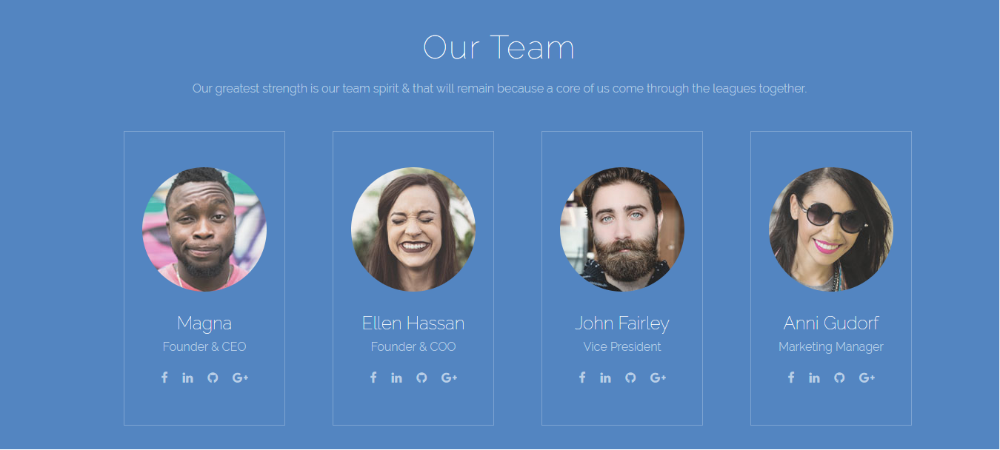 Our Team
Our greatest strength is our team spirit & that will remain because a core of us come through the leagues together.
Magna
Founder & CEO
Ellen Hassan
Founder & COO
John Fairley
Vice President
Anni Gudorf
Marketing Manager